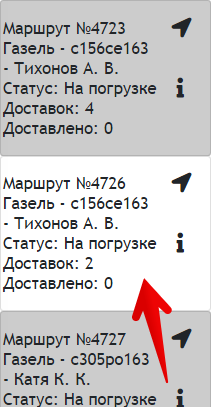 Маршрут №4723
Газель - с156се163
- Тихонов А. В.
Статус: На погрузке
Доставок: 4
Доставлено: 0
Маршрут №4726
Газель - с156се163
- Тихонов А. В.
Статус: На погрузке
Доставок: 2
Доставлено: 0
Маршрут №4727
Газель - с305ро163
- Катя К. К.
Статус: На погрузке